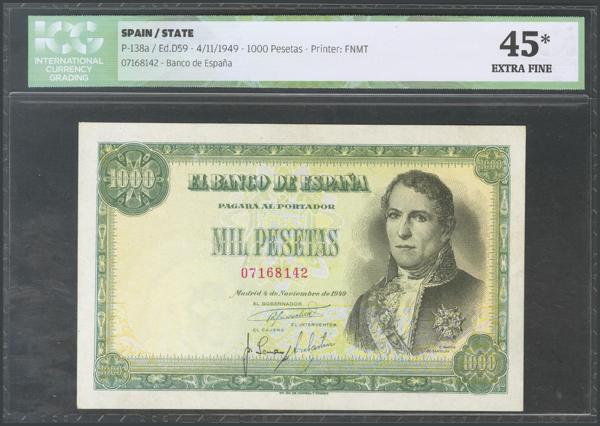 ICG
INTERNATIONAL
CURRENCY
GRADING
SPAIN / STATE
P-138a / Ed.D59 - 4/11/1949 - 1000 Pesetas - Printer: FNMT
07168142 - Banco de España
45*
EXTRA FINE
1000
1000
EL BANCO DE ESPAÑA
PAGARA AL PORTADOR
MIL PESETAS
07168142
Madrid 4 de Noviembre de 1949
EL GOBERNADOR
EL CAJERO
EL INTERVENTOR
1000
1000